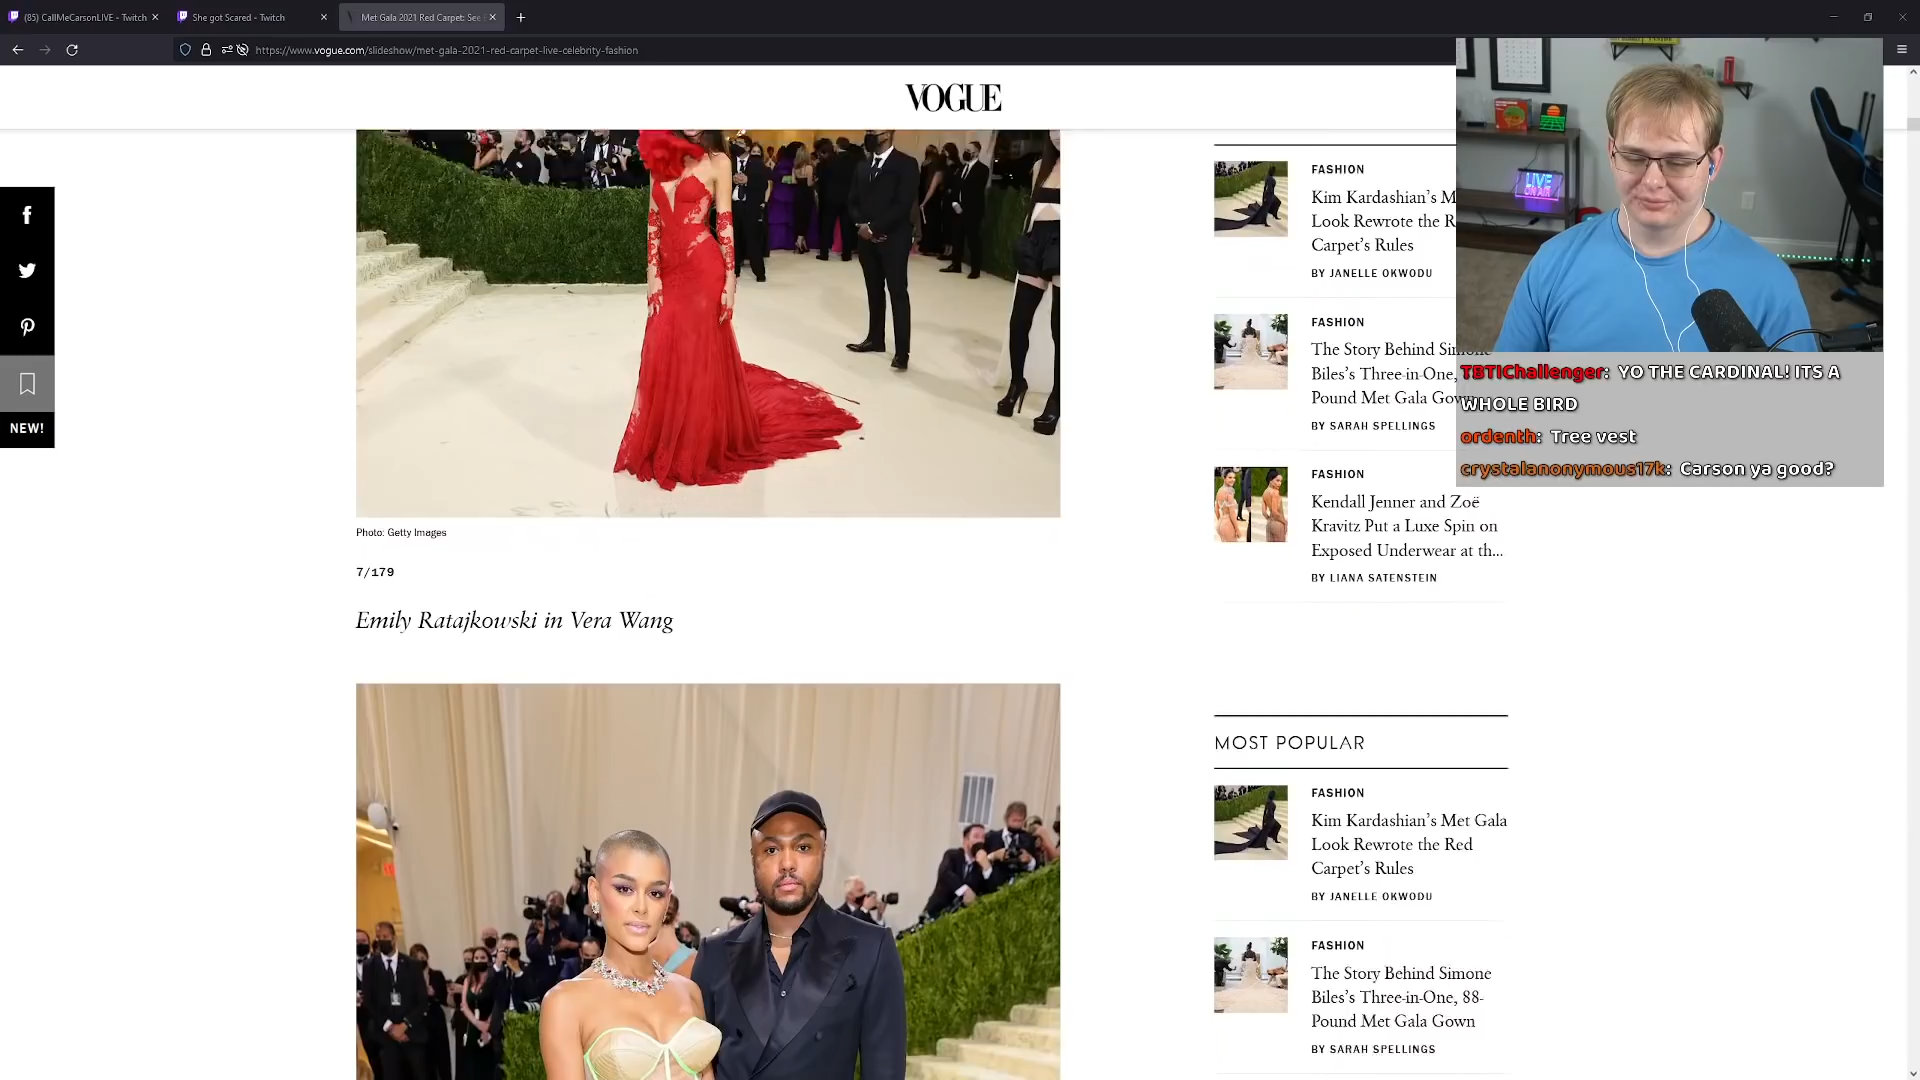 (85) CallMeCarsonLIVE - Twitch
She got Scared - Twitch
Met Gala 2021 Red Carpet: See
https://www.vogue.com/slideshow/met-gala-2021-red-carpet-live-celebrity-fashion
VOGUE
NEW!
Photo: Getty Images
7/179
Emily Ratajkowski in Vera Wang
FASHION
Kim Kardashian's M
Look Rewrote the R
Carpet's Rules
BY JANELLE OKWODU
FASHION
The Story Behind Simone
Biles's Three-in-One,
Pound Met Gala Gown
BY SARAH SPELLINGS
FASHION
Kendall Jenner and Zoë
Kravitz Put a Luxe Spin on
Exposed Underwear at th...
BY LIANA SATENSTEIN
MOST POPULAR
FASHION
Kim Kardashian's Met Gala
Look Rewrote the Red
Carpet's Rules
BY JANELLE OKWODU
FASHION
The Story Behind Simone
Biles's Three-in-One, 88-
Pound Met Gala Gown
BY SARAH SPELLINGS
LIVE
ON AIR
TBTIChallenger: YO THE CARDINAL! ITS A
WHOLE BIRD
ordenth: Tree vest
crystalanonymous17k: Carson ya good?